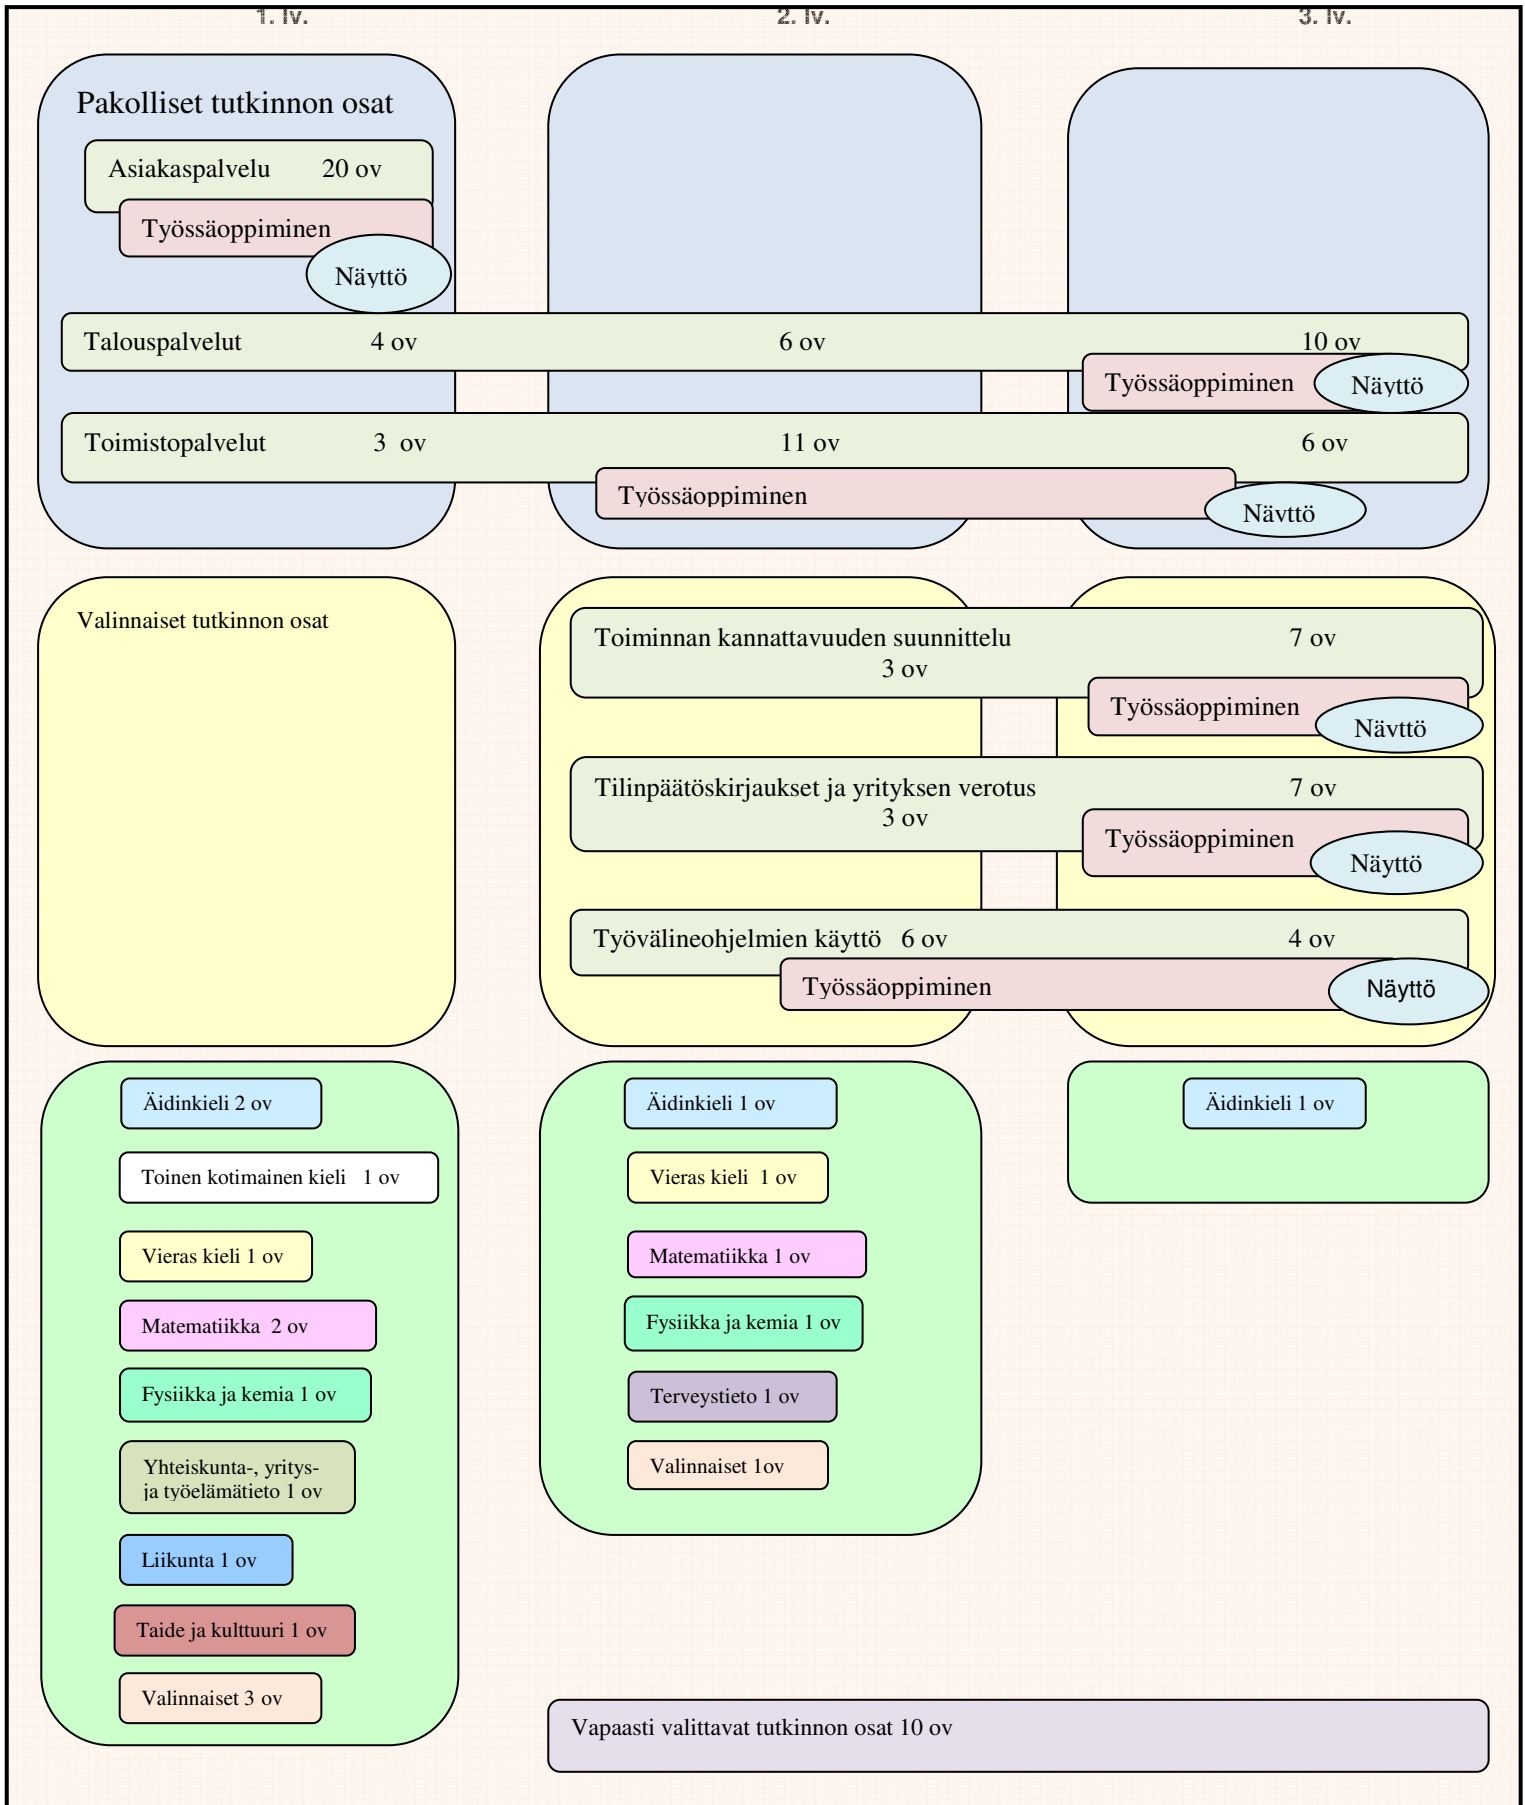 1. lv. 2. lv. 3. lv.
Pakolliset tutkinnon osat
Asiakaspalvelu 20 ov
Työssäoppiminen
Näyttö
Talouspalvelut 4 ov 6 ov 10 ov
Työssäoppiminen Näyttö
Toimistopalvelut 3 ov 11 ov 6 ov
Työssäoppiminen
Näyttö
Valinnaiset tutkinnon osat
Toiminnan kannattavuuden suunnittelu 7 ov
3 ov
Työssäoppiminen
Näyttö
Tilinpäätöskirjaukset ja yrityksen verotus 7 ov
3 ov
Työssäoppiminen
Näyttö
Työvälineohjelmien käyttö 6 ov 4 ov
Työssäoppiminen Näyttö
Äidinkieli 2 ov
Toinen kotimainen kieli 1 ov
Vieras kieli 1 ov
Matematiikka 2 ov
Fysiikka ja kemia 1 ov
Yhteiskunta-, yritys-
ja työelämätieto 1 ov
Liikunta 1 ov
Taide ja kulttuuri 1 ov
Valinnaiset 3 ov
Äidinkieli 1 ov
Vieras kieli 1 ov
Matematiikka 1 ov
Fysiikka ja kemia 1 ov
Terveystieto 1 ov
Valinnaiset 1ov
Äidinkieli 1 ov
Vapaasti valittavat tutkinnon osat 10 ov